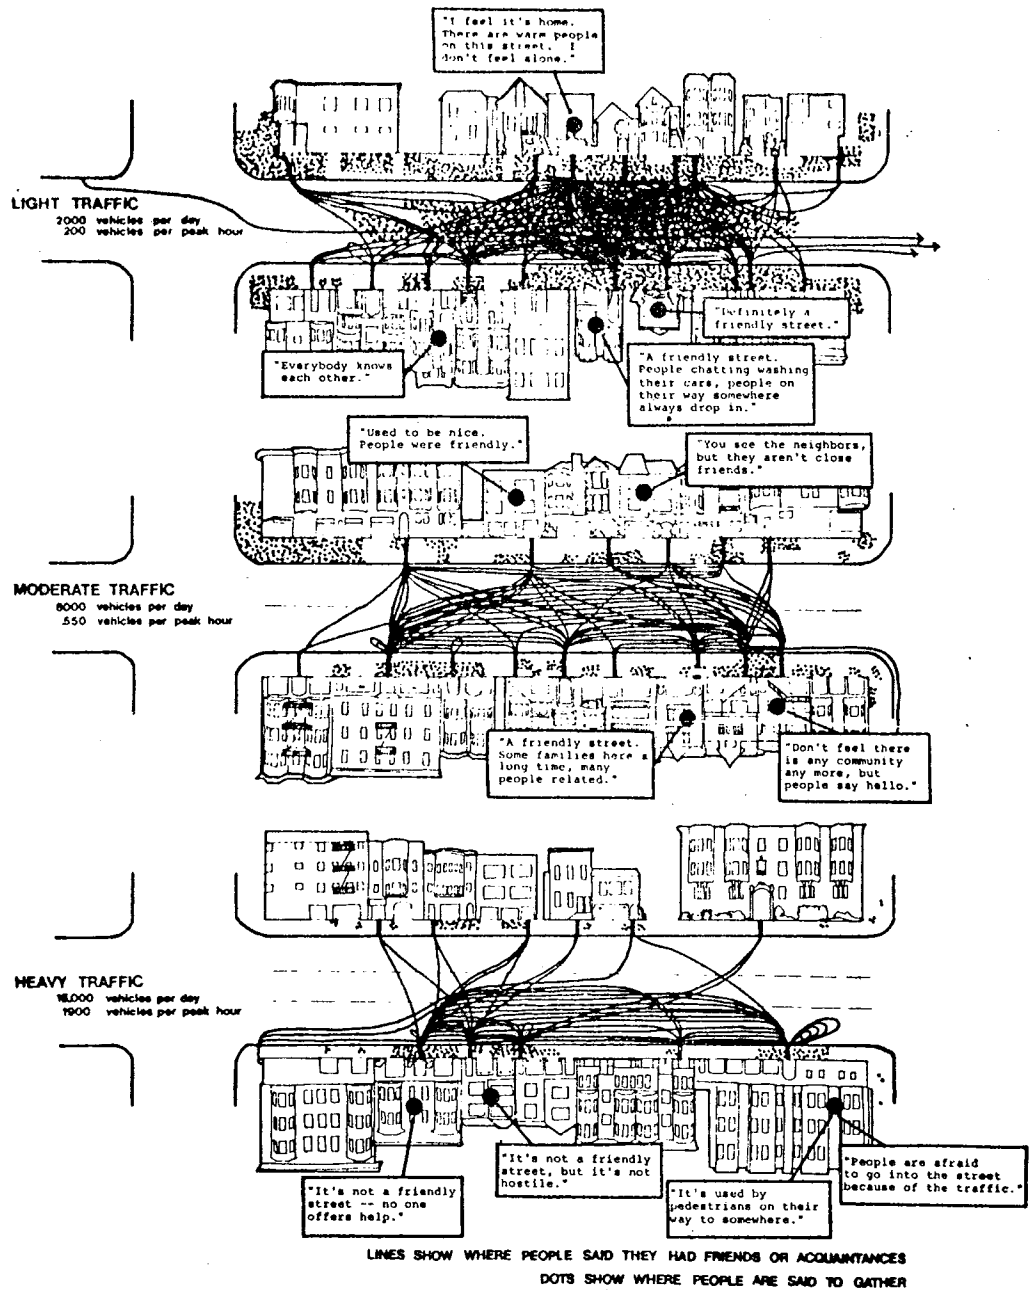 "I feel it's home.
There are warm people
on this street. I
don't feel alone."
LIGHT TRAFFIC
2000 vehicles per day
200 vehicles per peak hour
"Definitely a
friendly street."
"Everybody knows
each other."
"A friendly street.
People chatting washing
their cars, people on
their way somewhere
always drop in."
"Used to be nice.
People were friendly."
"You see the neighbors,
but they aren't close
friends."
MODERATE TRAFFIC
8000 vehicles per day
550 vehicles per peak hour
"A friendly street.
Some families here a
long time, many
people related."
"Don't feel there
is any community
any more, but
people say hello."
HEAVY TRAFFIC
16,000 vehicles per day
1900 vehicles per peak hour
"It's not a friendly
street -- no one
offers help."
"It's not a friendly
street, but it's not
hostile."
"It's used by
pedestrians on their
way to somewhere."
"People are afraid
to go into the street
because of the traffic."
LINES SHOW WHERE PEOPLE SAID THEY HAD FRIENDS OR ACQUAINTANCES
DOTS SHOW WHERE PEOPLE ARE SAID TO GATHER